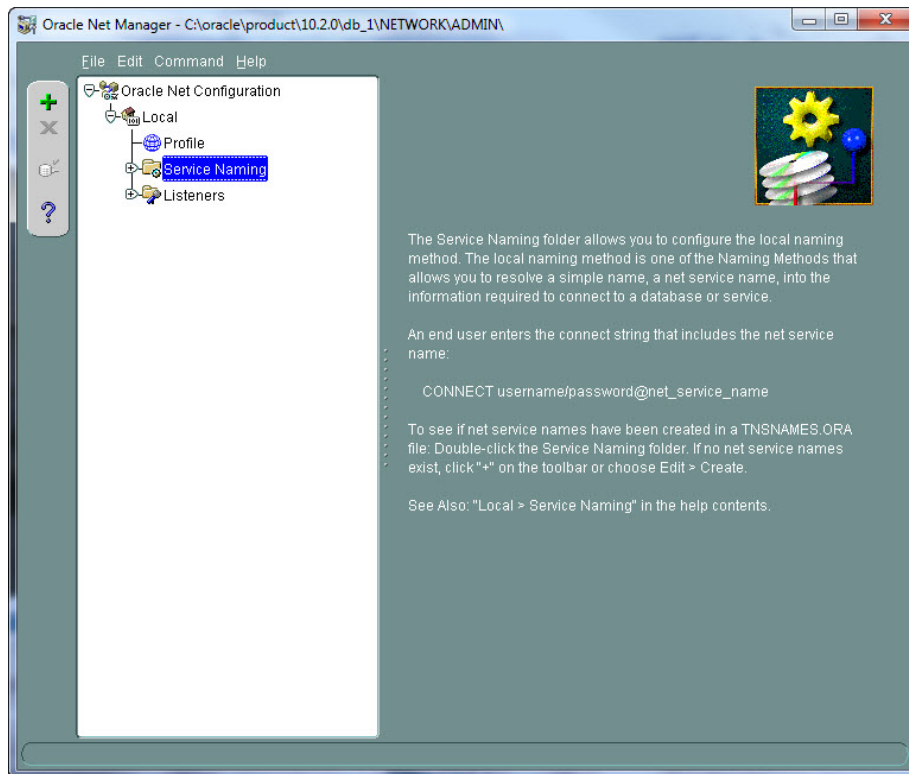 Oracle Net Manager - C:\oracle\product\10.2.0\db_1\NETWORK\ADMIN\
File Edit Command Help
Oracle Net Configuration
Local
Profile
Service Naming
Listeners
The Service Naming folder allows you to configure the local naming
method. The local naming method is one of the Naming Methods that
allows you to resolve a simple name, a net service name, into the
information required to connect to a database or service.
An end user enters the connect string that includes the net service
name:
CONNECT username/password@net_service_name
To see if net service names have been created in a TNSNAMES.ORA
file: Double-click the Service Naming folder. If no net service names
exist, click "+" on the toolbar or choose Edit > Create.
See Also: "Local > Service Naming" in the help contents.